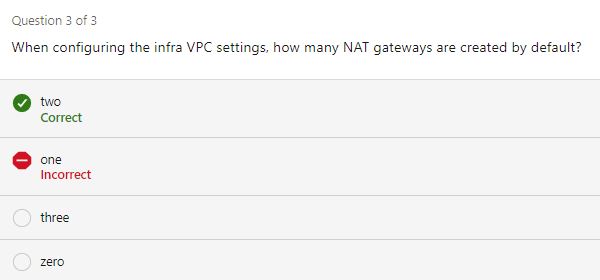 Question 3 of 3
When configuring the infra VPC settings, how many NAT gateways are created by default?
two
Correct
one
Incorrect
three
zero